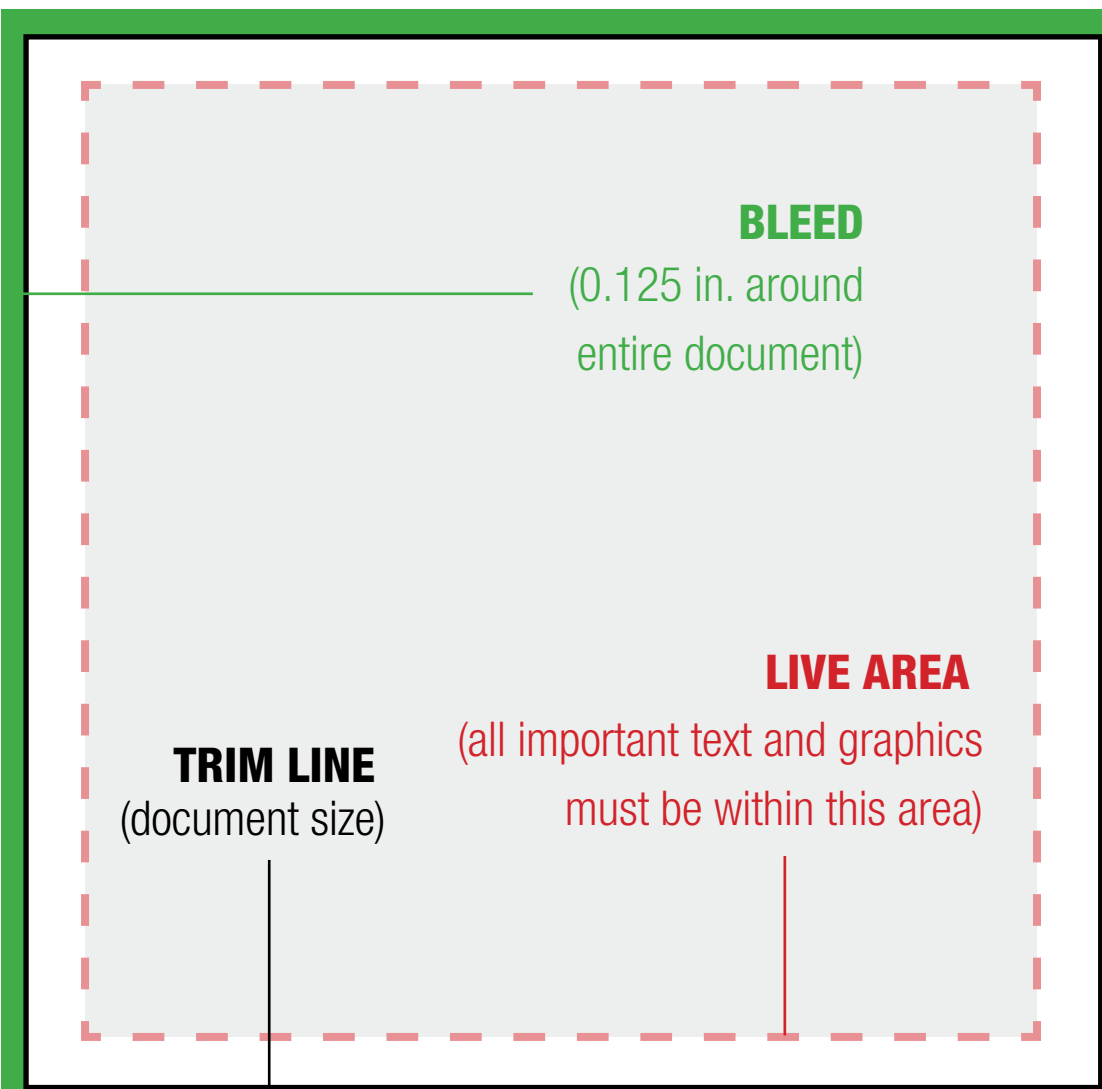 BLEED
(0.125 in. around
entire document)
LIVE AREA
(all important text and graphics
must be within this area)
TRIM LINE
(document size)